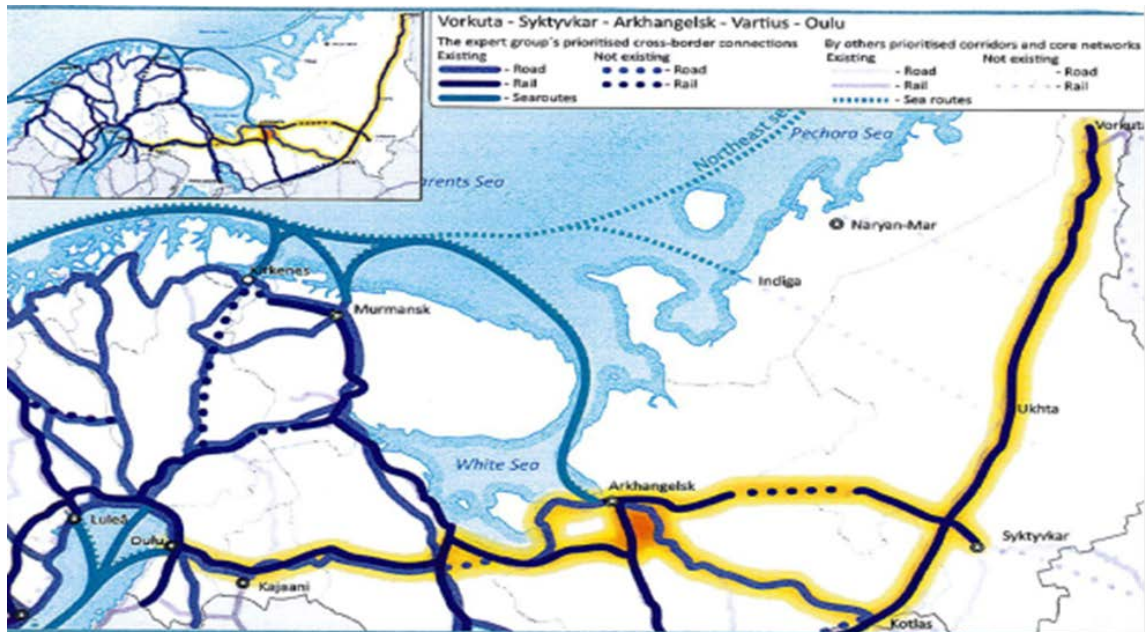 Vorkuta - Syktyvkar - Arkhangelsk - Vartius - Oulu
The expert group's prioritised cross-border connections
By others prioritised corridors and core networks
Existing Not existing Existing Not existing
- Road - Road - Road - Road
- Rail - Rail - Rail - Rail
- Searoutes - Sea routes
Pechora Sea
Vorkuta
Northeast sea
arents Sea
Naryan-Mar
Kirkenes
Indiga
Murmansk
Ukhta
White Sea
Arkhangelsk
Luleå
Oulu
Syktyvkar
Kajaani
Kotlas